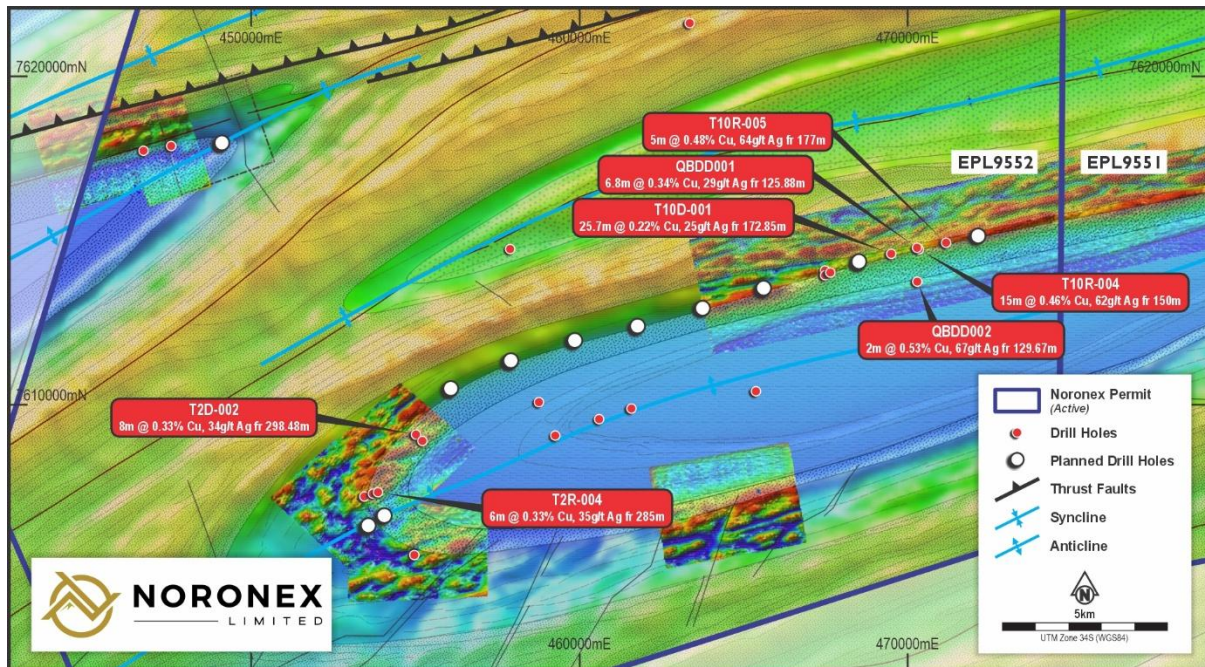 450000mE
460000mE
470000mE
7620000mN
7620000mN
T10R-005
5m @ 0.48% Cu, 64g/t Ag fr 177m
QBDD001
6.8m @ 0.34% Cu, 29g/t Ag fr 125.88m
EPL9552
EPL9551
T10D-001
25.7m @ 0.22% Cu, 25g/t Ag fr 172.85m
T10R-004
15m @ 0.46% Cu, 62g/t Ag fr 150m
QBDD002
2m @ 0.53% Cu, 67g/t Ag fr 129.67m
7610000mN
T2D-002
8m @ 0.33% Cu, 34g/t Ag fr 298.48m
T2R-004
6m @ 0.33% Cu, 35g/t Ag fr 285m
Noronex Permit
(Active)
Drill Holes
Planned Drill Holes
Thrust Faults
Syncline
Anticline
N
5km
UTM Zone 34S (WGS84)
NORONEX
LIMITED
460000mE
470000mE